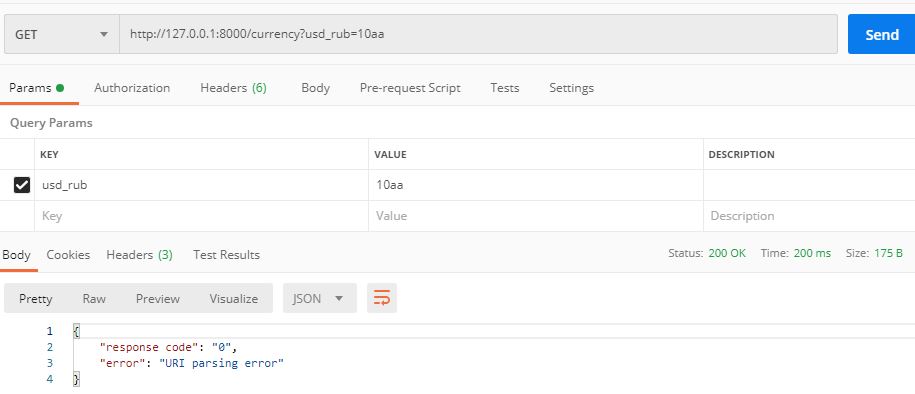 GET http://127.0.0.1:8000/currency?usd_rub=10aa Send
Params Authorization Headers (6) Body Pre-request Script Tests Settings
Query Params
KEY VALUE DESCRIPTION
usd_rub 10aa
Key Value Description
Body Cookies Headers (3) Test Results Status: 200 OK Time: 200 ms Size: 175 B
Pretty Raw Preview Visualize JSON
1 {
2 "response code": "0",
3 "error": "URI parsing error"
4 }